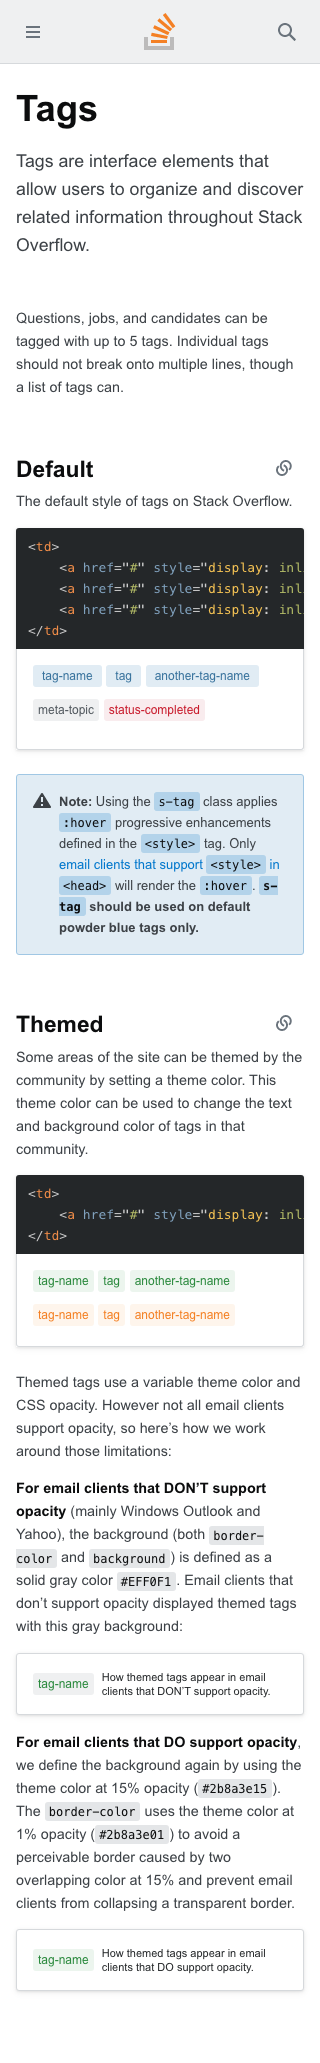 Tags
Tags are interface elements that
allow users to organize and discover
related information throughout Stack
Overflow.
Questions, jobs, and candidates can be
tagged with up to 5 tags. Individual tags
should not break onto multiple lines, though
a list of tags can.
Default
The default style of tags on Stack Overflow.
<td>
<a href="#" style="display: inl
<a href="#" style="display: inl
<a href="#" style="display: inl
</td>
tag-name tag another-tag-name
meta-topic status-completed
Note: Using the s-tag class applies
:hover progressive enhancements
defined in the <style> tag. Only
email clients that support <style> in
<head> will render the :hover. s-
tag should be used on default
powder blue tags only.
Themed
Some areas of the site can be themed by the
community by setting a theme color. This
theme color can be used to change the text
and background color of tags in that
community.
<td>
<a href="#" style="display: inl
</td>
tag-name tag another-tag-name
tag-name tag another-tag-name
Themed tags use a variable theme color and
CSS opacity. However not all email clients
support opacity, so here’s how we work
around those limitations:
For email clients that DON’T support
opacity (mainly Windows Outlook and
Yahoo), the background (both border-
color and background) is defined as a
solid gray color #EFF0F1. Email clients that
don’t support opacity displayed themed tags
with this gray background:
tag-name How themed tags appear in email
clients that DON’T support opacity.
For email clients that DO support opacity,
we define the background again by using the
theme color at 15% opacity (#2b8a3e15).
The border-color uses the theme color at
1% opacity (#2b8a3e01) to avoid a
perceivable border caused by two
overlapping color at 15% and prevent email
clients from collapsing a transparent border.
tag-name How themed tags appear in email
clients that DO support opacity.